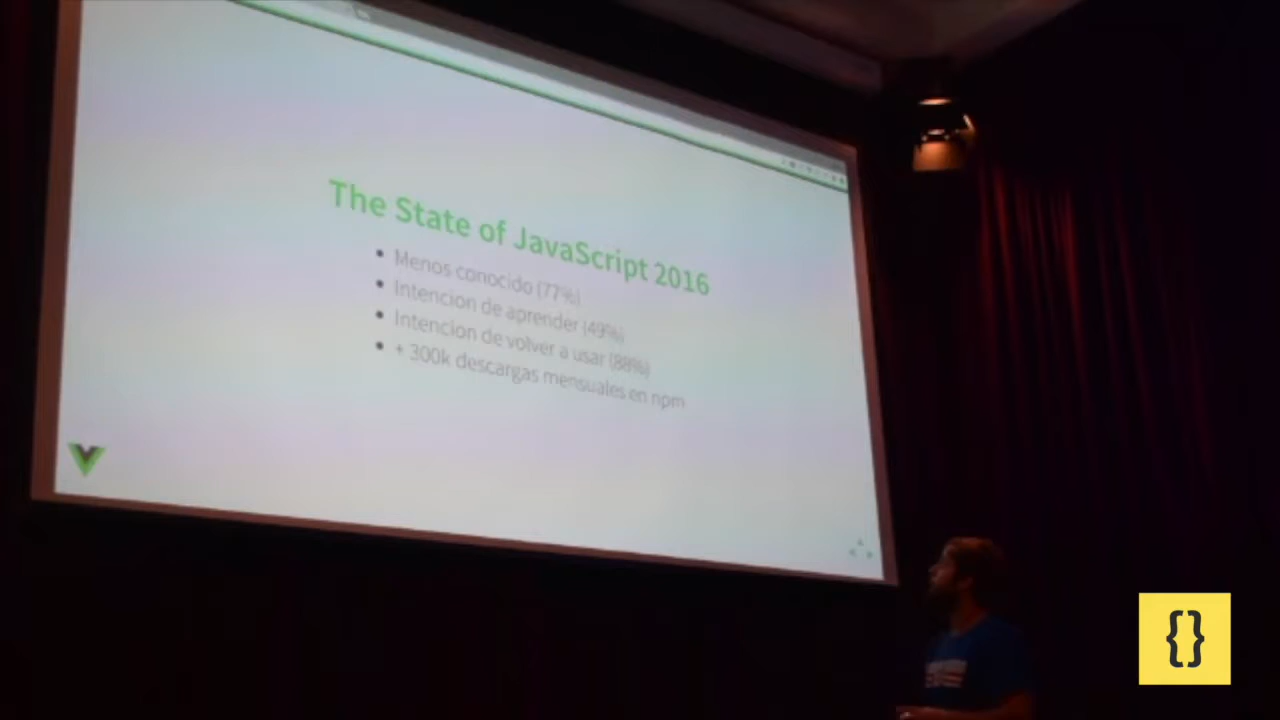 The State of JavaScript 2016
Menos conocido (77%)
Intencion de aprender (49%)
Intencion de volver a usar (88%)
+ 300k descargas mensuales en npm
{}